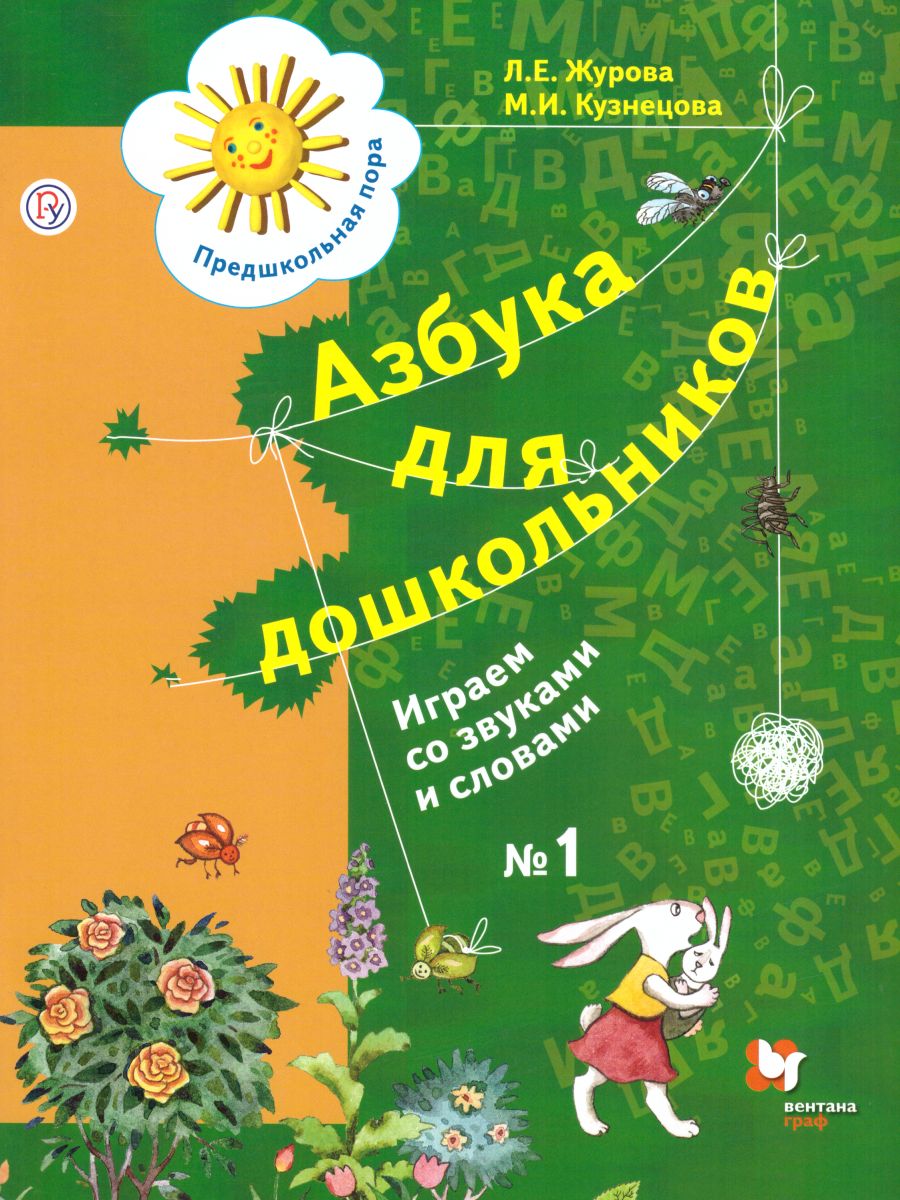 Л.Е. Журова
М.И. Кузнецова
Предшкольная пора
Азбука
для
дошкольников
Играем
со звуками
и словами
№ 1
вентана
граф